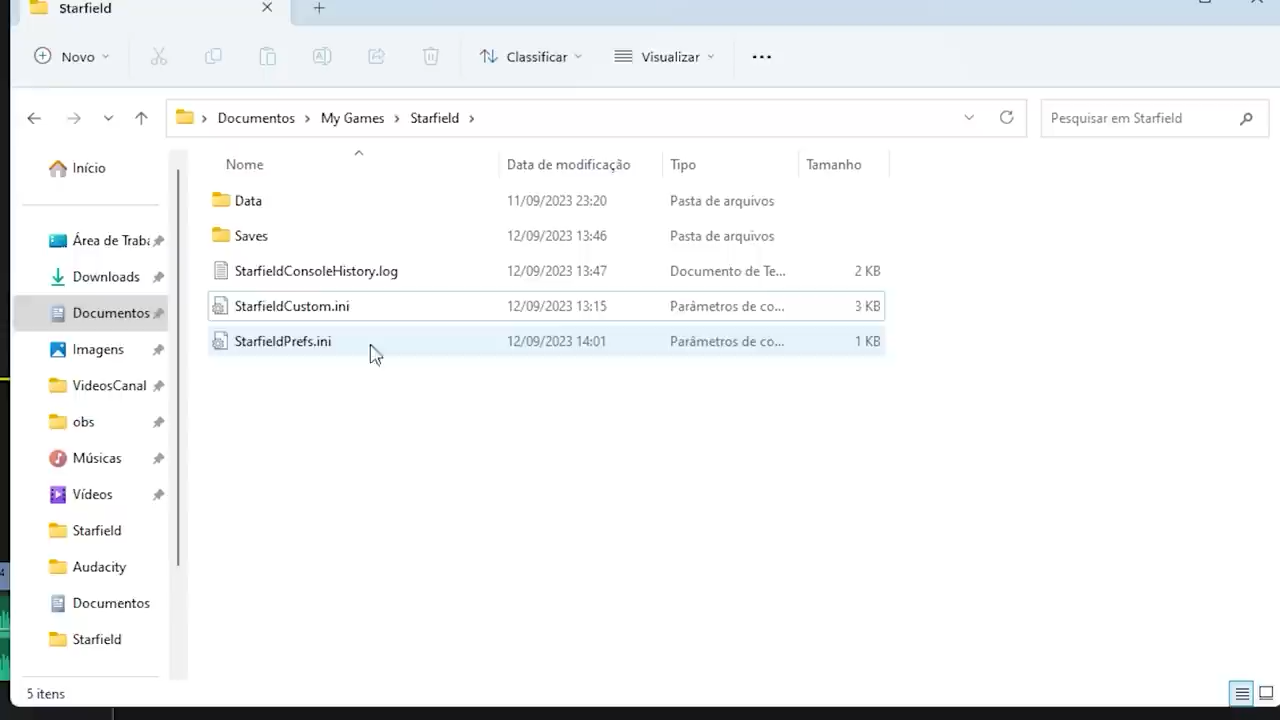 Starfield
Novo
Classificar
Visualizar
Documentos
My Games
Starfield
Pesquisar em Starfield
Início
Área de Traba
Downloads
Documentos
Imagens
VideosCanal
obs
Músicas
Vídeos
Starfield
Audacity
Documentos
Starfield
Nome Data de modificação Tipo Tamanho
Data 11/09/2023 23:20 Pasta de arquivos
Saves 12/09/2023 13:46 Pasta de arquivos
StarfieldConsoleHistory.log 12/09/2023 13:47 Documento de Te... 2 KB
StarfieldCustom.ini 12/09/2023 13:15 Parâmetros de co... 3 KB
StarfieldPrefs.ini 12/09/2023 14:01 Parâmetros de co... 1 KB
5 itens